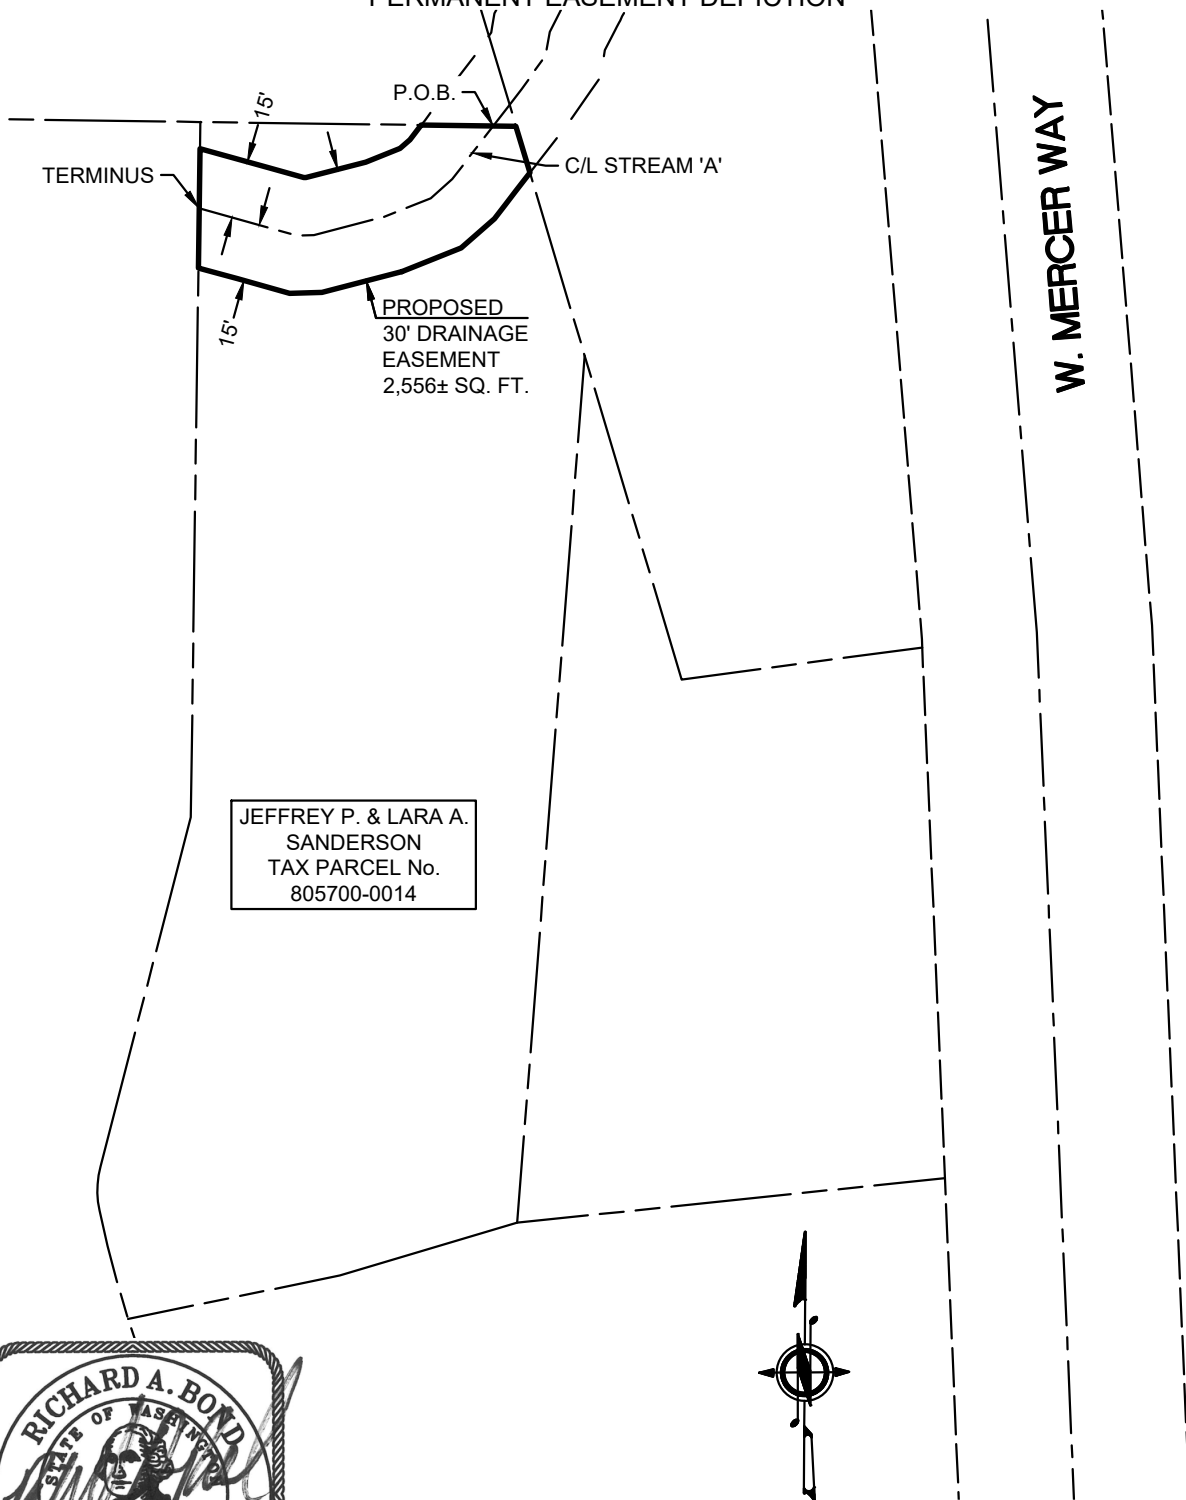 PERMANENT EASEMENT DEPICTION
15'
P.O.B.
TERMINUS
C/L STREAM 'A'
W. MERCER WAY
15'
PROPOSED
30' DRAINAGE
EASEMENT
2,556± SQ. FT.
JEFFREY P. & LARA A.
SANDERSON
TAX PARCEL No.
805700-0014
RICHARD A. BOND
STATE OF WASHINGTON